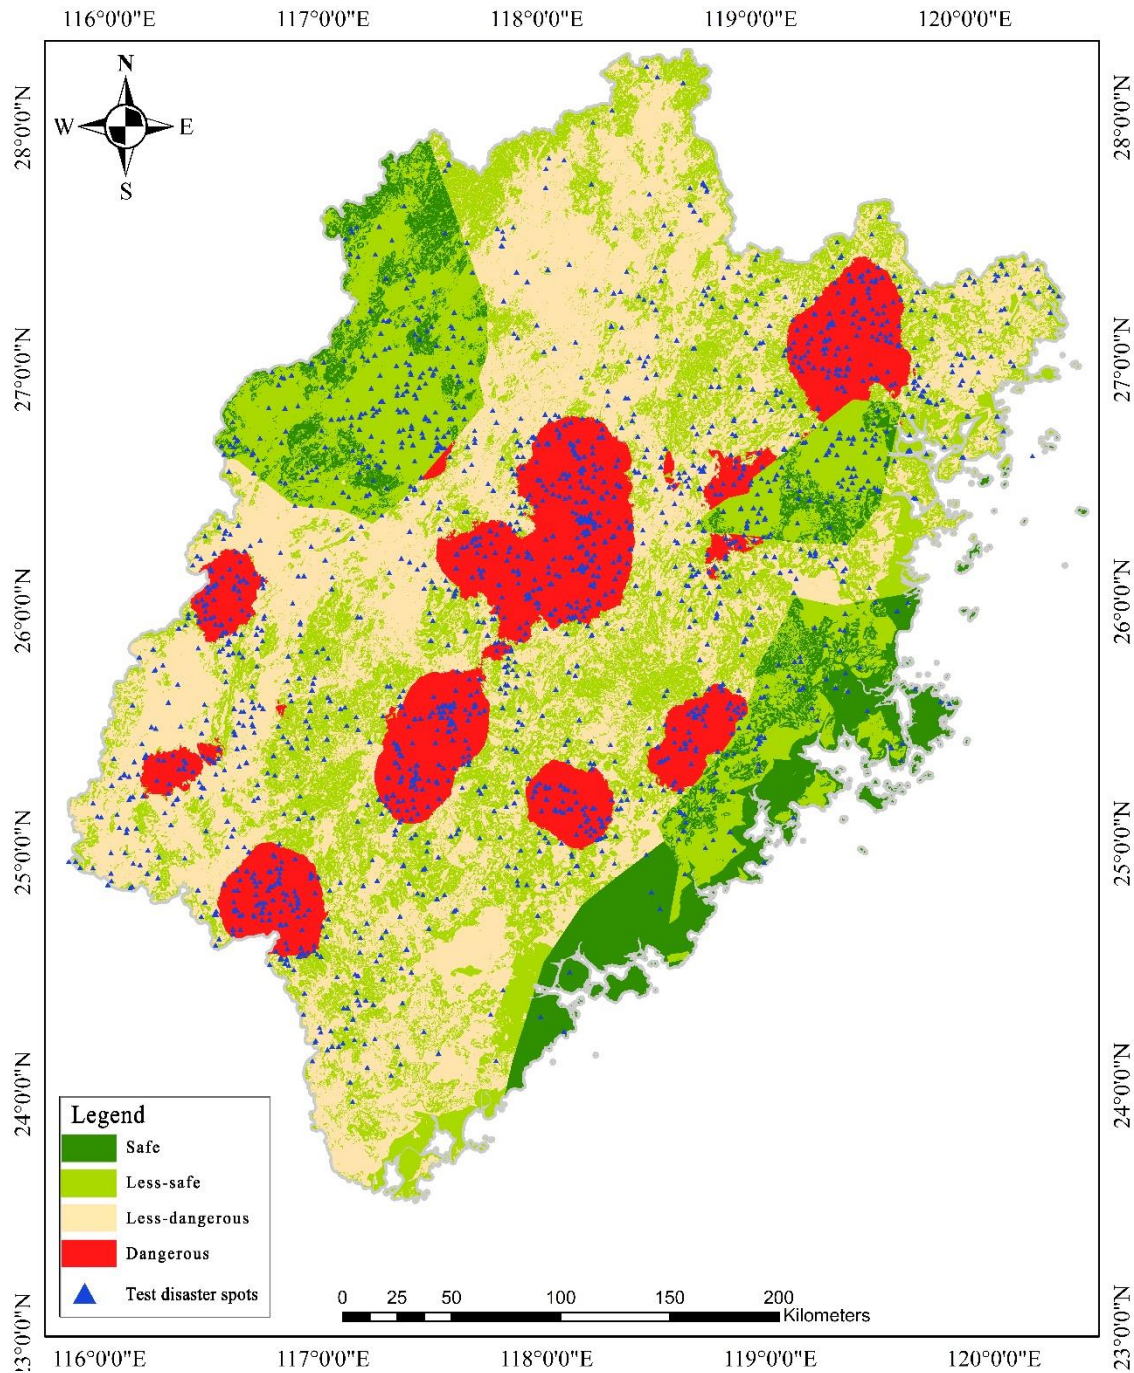 116°0'0"E 117°0'0"E 118°0'0"E 119°0'0"E 120°0'0"E
N
W E
S
28°0'0"N 28°0'0"N
27°0'0"N 27°0'0"N
26°0'0"N 26°0'0"N
25°0'0"N 25°0'0"N
24°0'0"N 24°0'0"N
23°0'0"N 23°0'0"N
Legend
Safe
Less-safe
Less-dangerous
Dangerous
Test disaster spots
0 25 50 100 150 200
Kilometers
116°0'0"E 117°0'0"E 118°0'0"E 119°0'0"E 120°0'0"E